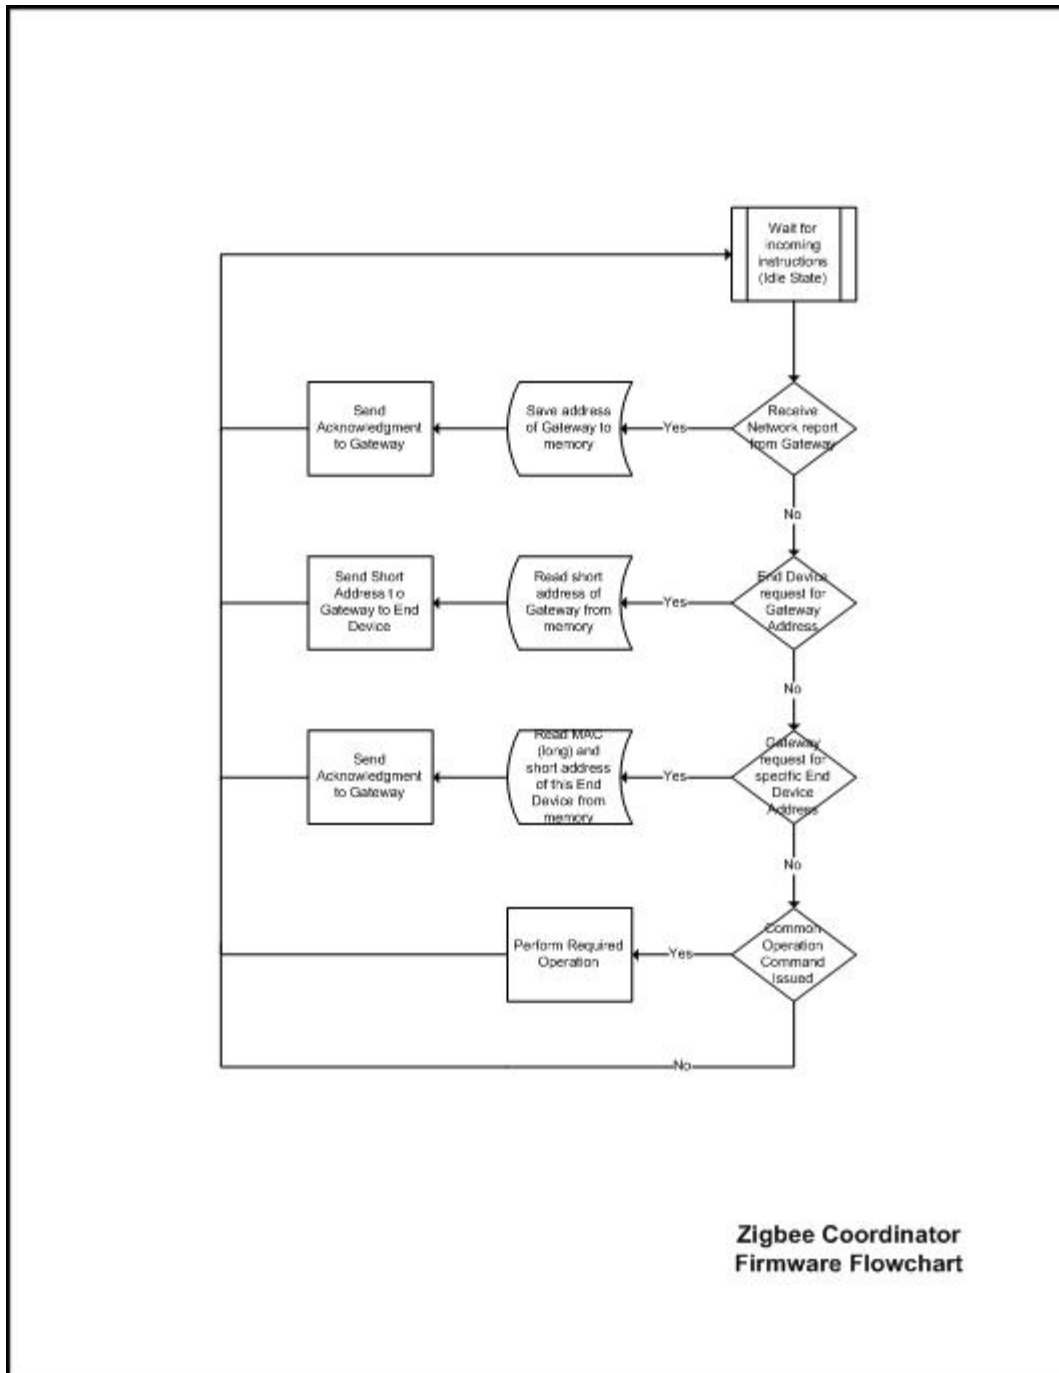 Wait for
incoming
instructions
(Idle State)
Send
Acknowledgment
to Gateway
Save address
of Gateway to
memory
Yes
Receive
Network report
from Gateway
No
Send Short
Address t o
Gateway to End
Device
Read short
address of
Gateway from
memory
Yes
End Device
request for
Gateway
Address
No
Send
Acknowledgment
to Gateway
Read MAC
(long) and
short address
of this End
Device from
memory
Yes
Gateway
request for
specific End
Device
Address
No
Perform Required
Operation
Yes
Common
Operation
Command
Issued
No
Zigbee Coordinator
Firmware Flowchart